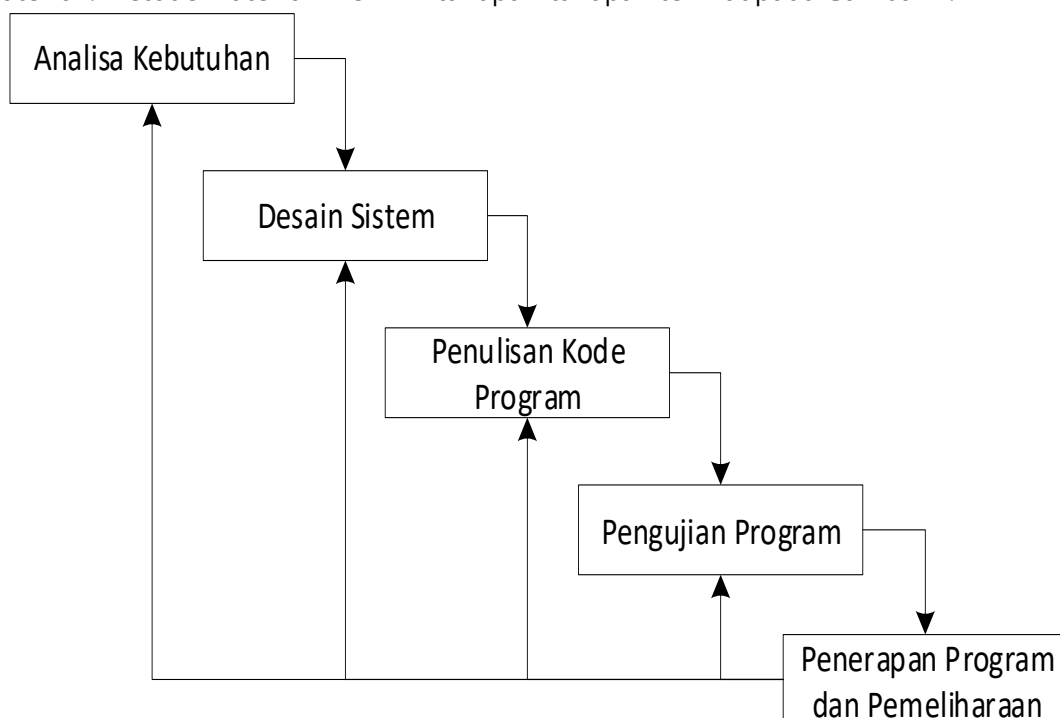 Analisa Kebutuhan
Desain Sistem
Penulisan Kode
Program
Pengujian Program
Penerapan Program
dan Pemeliharaan